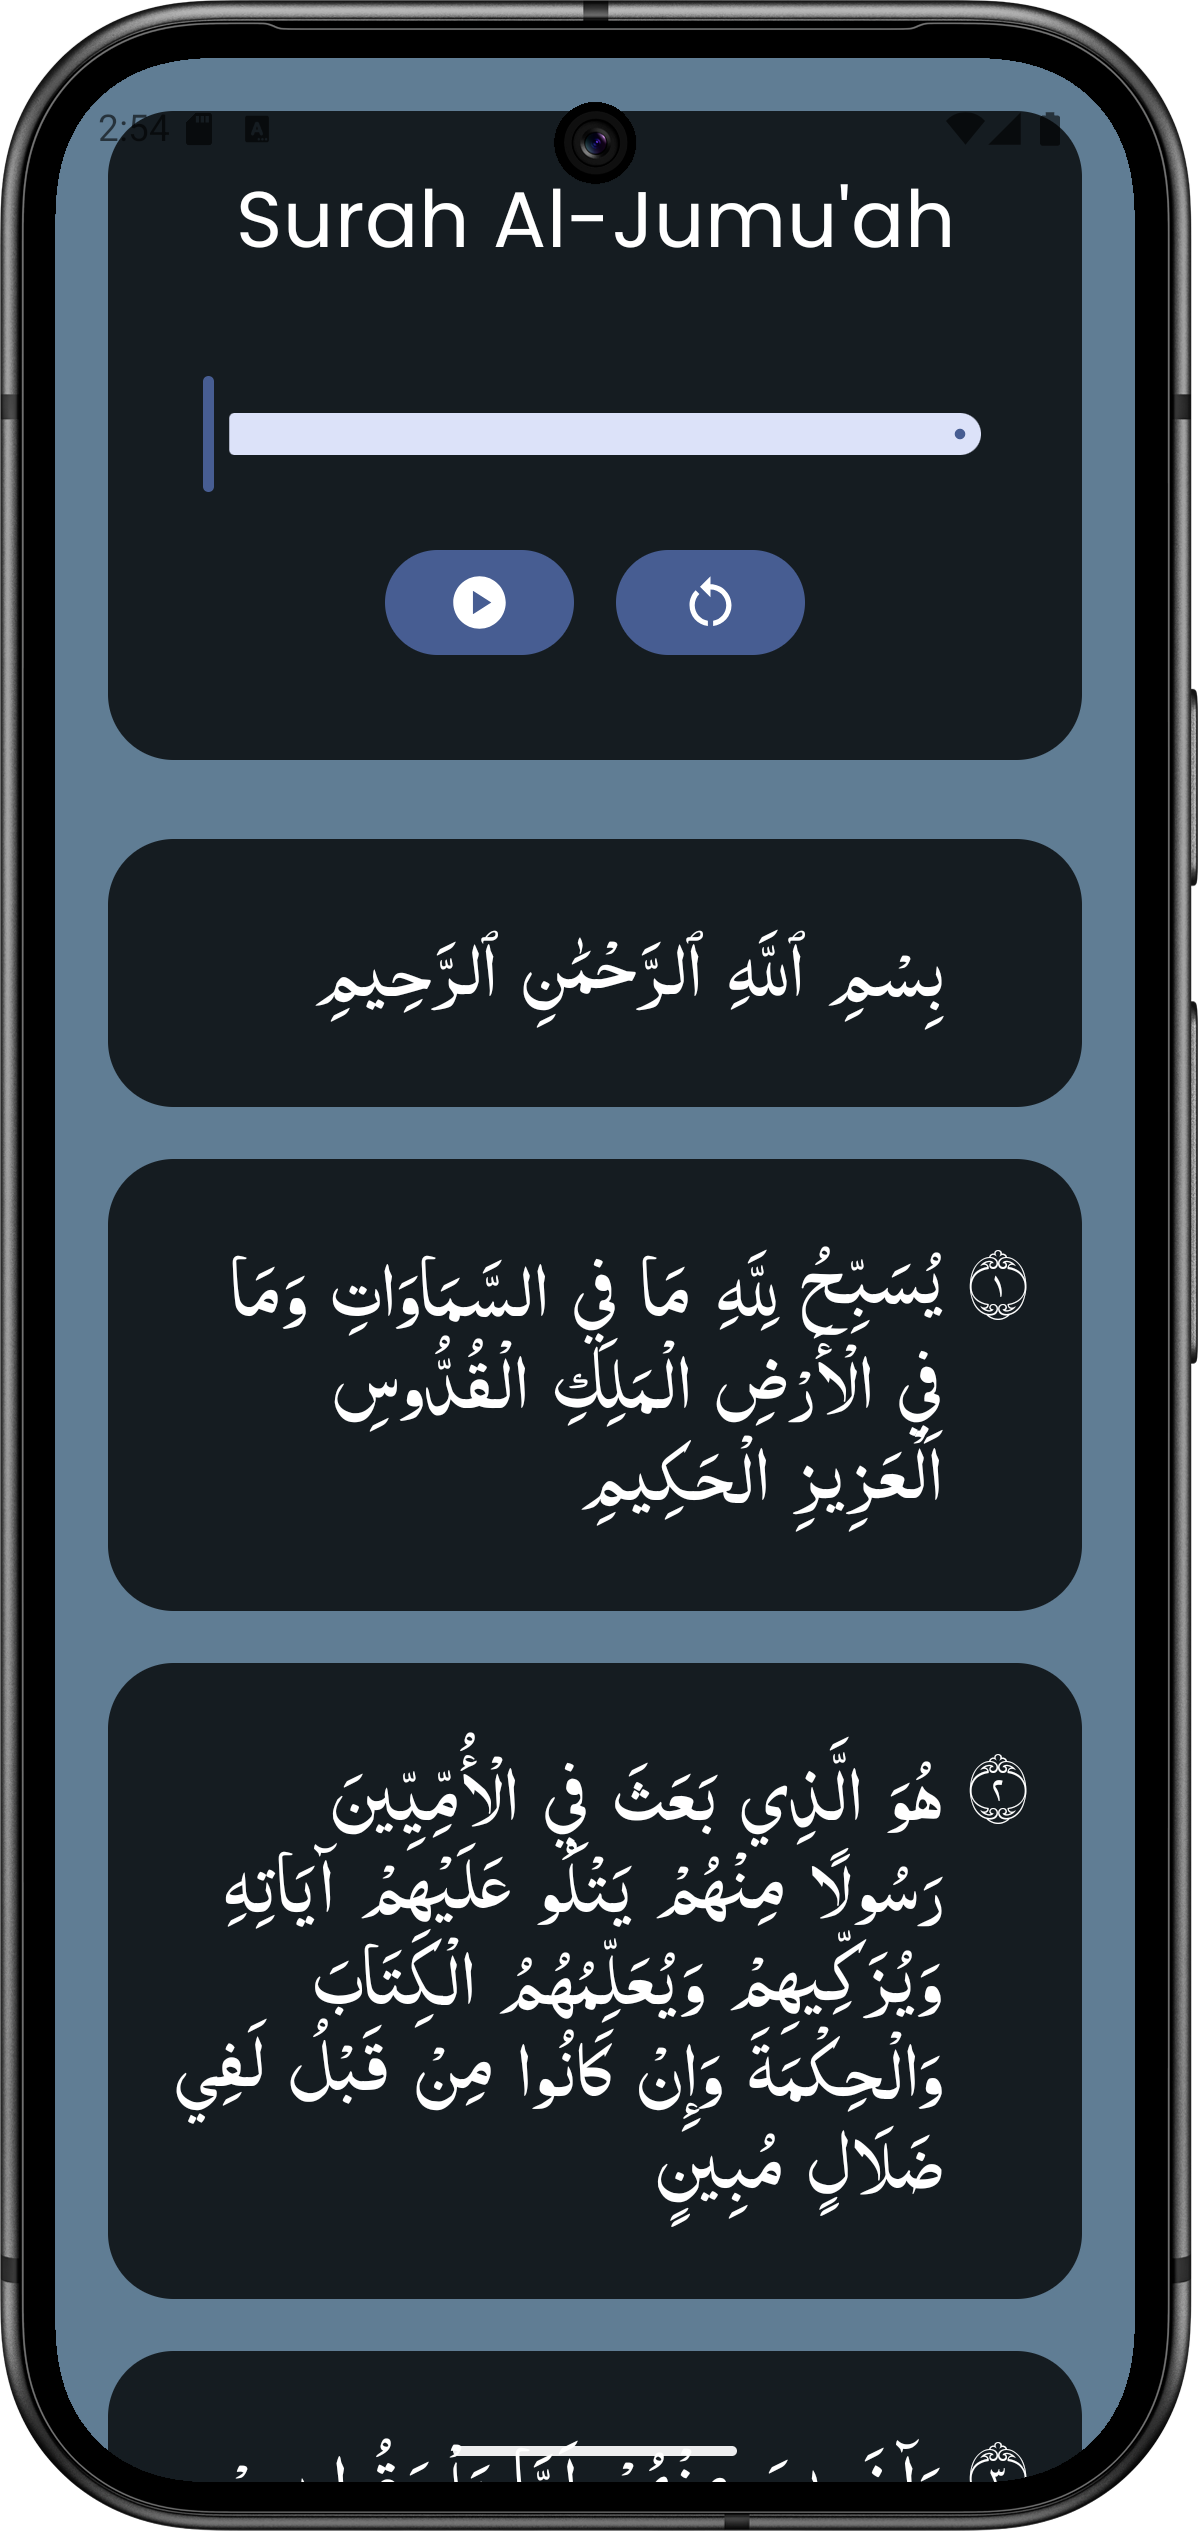 2:54
Surah Al-Jumu'ah
بِسْمِ ٱللَّهِ ٱلرَّحْمَٰنِ ٱلرَّحِيمِ
١ يُسَبِّحُ لِلَّهِ مَا فِي السَّمَاوَاتِ وَمَا
فِي الْأَرْضِ الْمَلِكِ الْقُدُّوسِ
الْعَزِيزِ الْحَكِيمِ
٢ هُوَ الَّذِي بَعَثَ فِي الْأُمِّيِّينَ
رَسُولًا مِنْهُمْ يَتْلُو عَلَيْهِمْ آيَاتِهِ
وَيُزَكِّيهِمْ وَيُعَلِّمُهُمُ الْكِتَابَ
وَالْحِكْمَةَ وَإِنْ كَانُوا مِنْ قَبْلُ لَفِي
ضَلَالٍ مُبِينٍ
٣